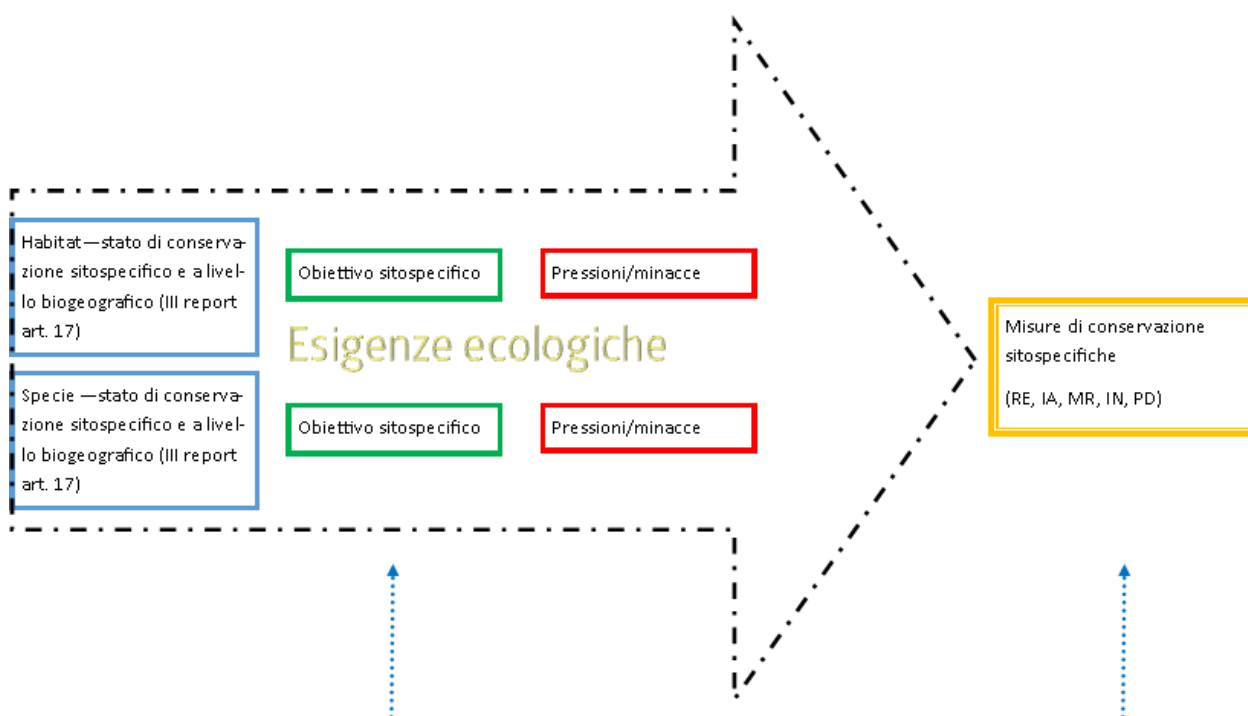 Habitat—stato di conserva-
zione sitospecifico e a livel-
lo biogeografico (III report
art. 17)
Obiettivo sitospecifico
Pressioni/minacce
Esigenze ecologiche
Specie —stato di conserva-
zione sitospecifico e a livel-
lo biogeografico (III report
art. 17)
Obiettivo sitospecifico
Pressioni/minacce
Misure di conservazione
sitospecifiche
(RE, IA, MR, IN, PD)